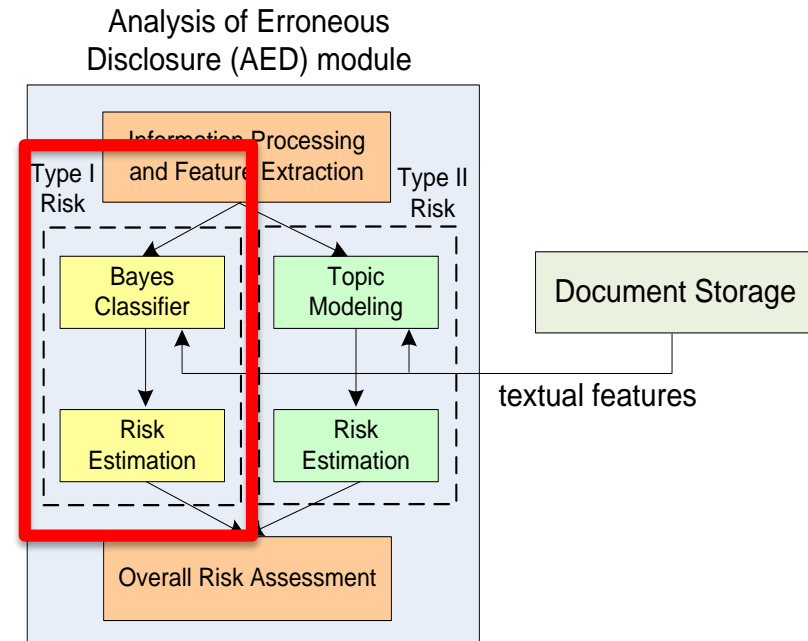 Analysis of Erroneous
Disclosure (AED) module
Information Processing
and Feature Extraction
Type I
Risk
Type II
Risk
Bayes
Classifier
Topic
Modeling
Document Storage
textual features
Risk
Estimation
Risk
Estimation
Overall Risk Assessment